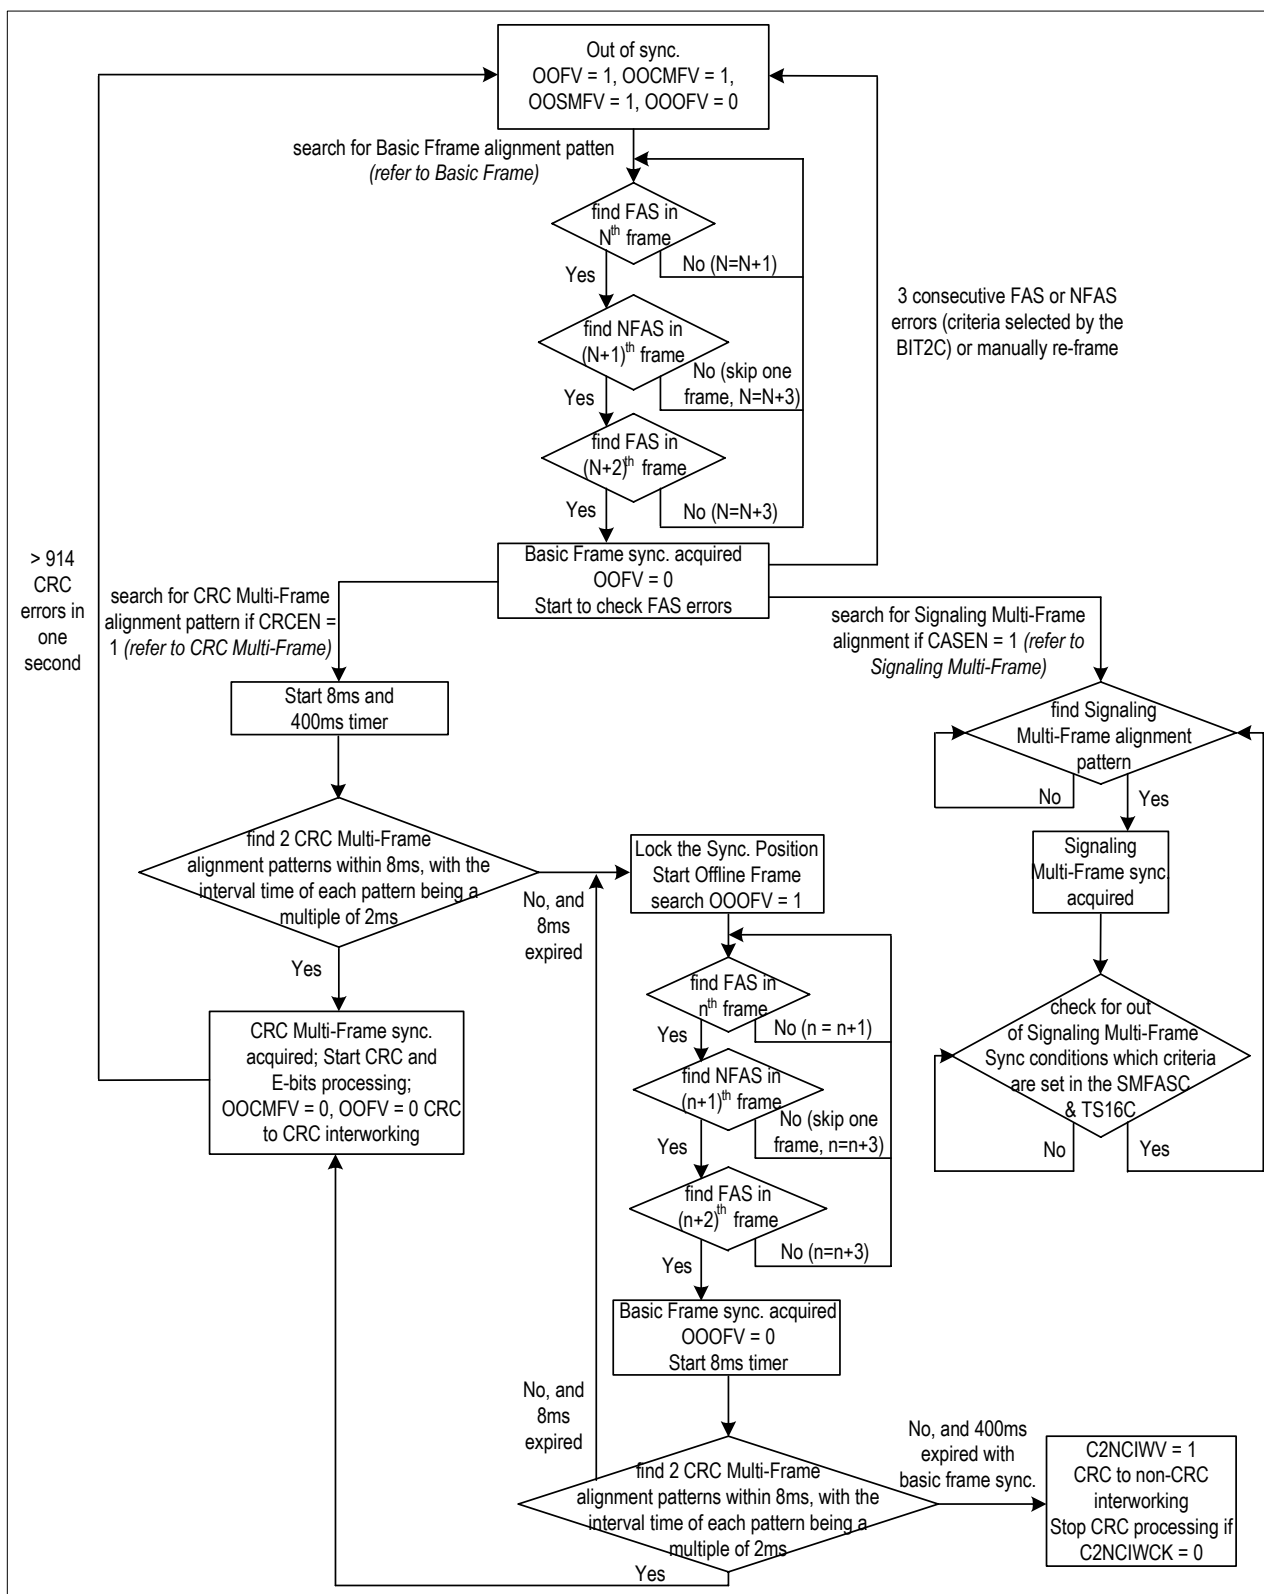 Out of sync.
OOFV = 1, OOCMFV = 1,
OOSMFV = 1, OOOFV = 0
search for Basic Fframe alignment patten
(refer to Basic Frame)
find FAS in
Nth frame
No (N=N+1)
Yes
find NFAS in
(N+1)th frame
No (skip one
frame, N=N+3)
Yes
find FAS in
(N+2)th frame
No (N=N+3)
Yes
3 consecutive FAS or NFAS
errors (criteria selected by the
BIT2C) or manually re-frame
Basic Frame sync. acquired
OOFV = 0
Start to check FAS errors
> 914
CRC
errors in
one
second
search for CRC Multi-Frame
alignment pattern if CRCEN =
1 (refer to CRC Multi-Frame)
search for Signaling Multi-Frame
alignment if CASEN = 1 (refer to
Signaling Multi-Frame)
Start 8ms and
400ms timer
find Signaling
Multi-Frame alignment
pattern
No
Yes
Signaling
Multi-Frame sync.
acquired
check for out
of Signaling Multi-Frame
Sync conditions which criteria
are set in the SMFASC
& TS16C
No
Yes
find 2 CRC Multi-Frame
alignment patterns within 8ms, with the
interval time of each pattern being a
multiple of 2ms
No, and
8ms
expired
Yes
CRC Multi-Frame sync.
acquired; Start CRC and
E-bits processing;
OOCMFV = 0, OOFV = 0 CRC
to CRC interworking
Lock the Sync. Position
Start Offline Frame
search OOOFV = 1
find FAS in
nth frame
No (n = n+1)
Yes
find NFAS in
(n+1)th frame
No (skip one
frame, n=n+3)
Yes
find FAS in
(n+2)th frame
No (n=n+3)
Yes
Basic Frame sync. acquired
OOOFV = 0
Start 8ms timer
No, and
8ms
expired
find 2 CRC Multi-Frame
alignment patterns within 8ms, with the
interval time of each pattern being a
multiple of 2ms
Yes
No, and 400ms
expired with
basic frame sync.
C2NCIWV = 1
CRC to non-CRC
interworking
Stop CRC processing if
C2NCIWCK = 0